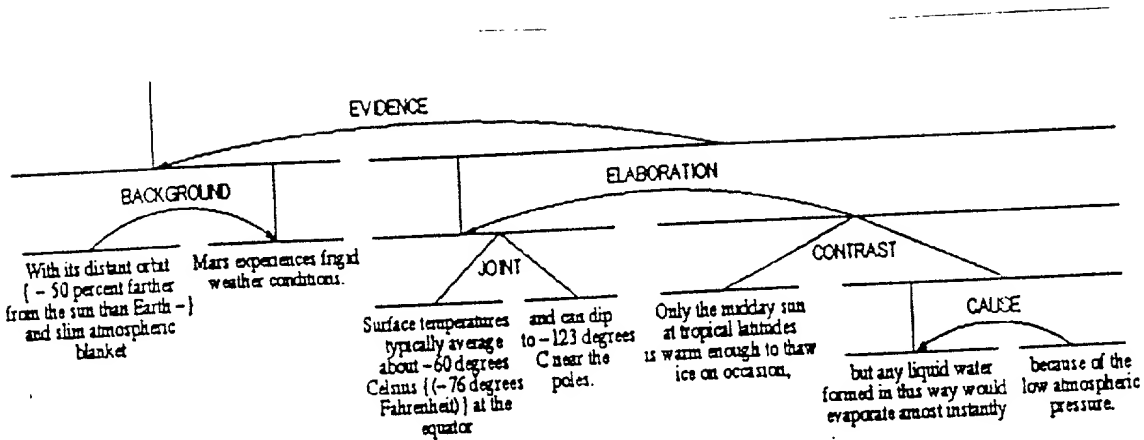 EVIDENCE
BACKGROUND
ELABORATION
JOINT
CONTRAST
CAUSE
With its distant orbit
{ – 50 percent farther
from the sun than Earth – }
and slim atmospheric
blanket
Mars experiences frigid
weather conditions.
Surface temperatures
typically average
about –60 degrees
Celsius { (–76 degrees
Fahrenheit) } at the
equator
and can dip
to –123 degrees
C near the
poles.
Only the midday sun
at tropical latitudes
is warm enough to thaw
ice on occasion,
but any liquid water
formed in this way would
evaporate almost instantly
because of the
low atmospheric
pressure.